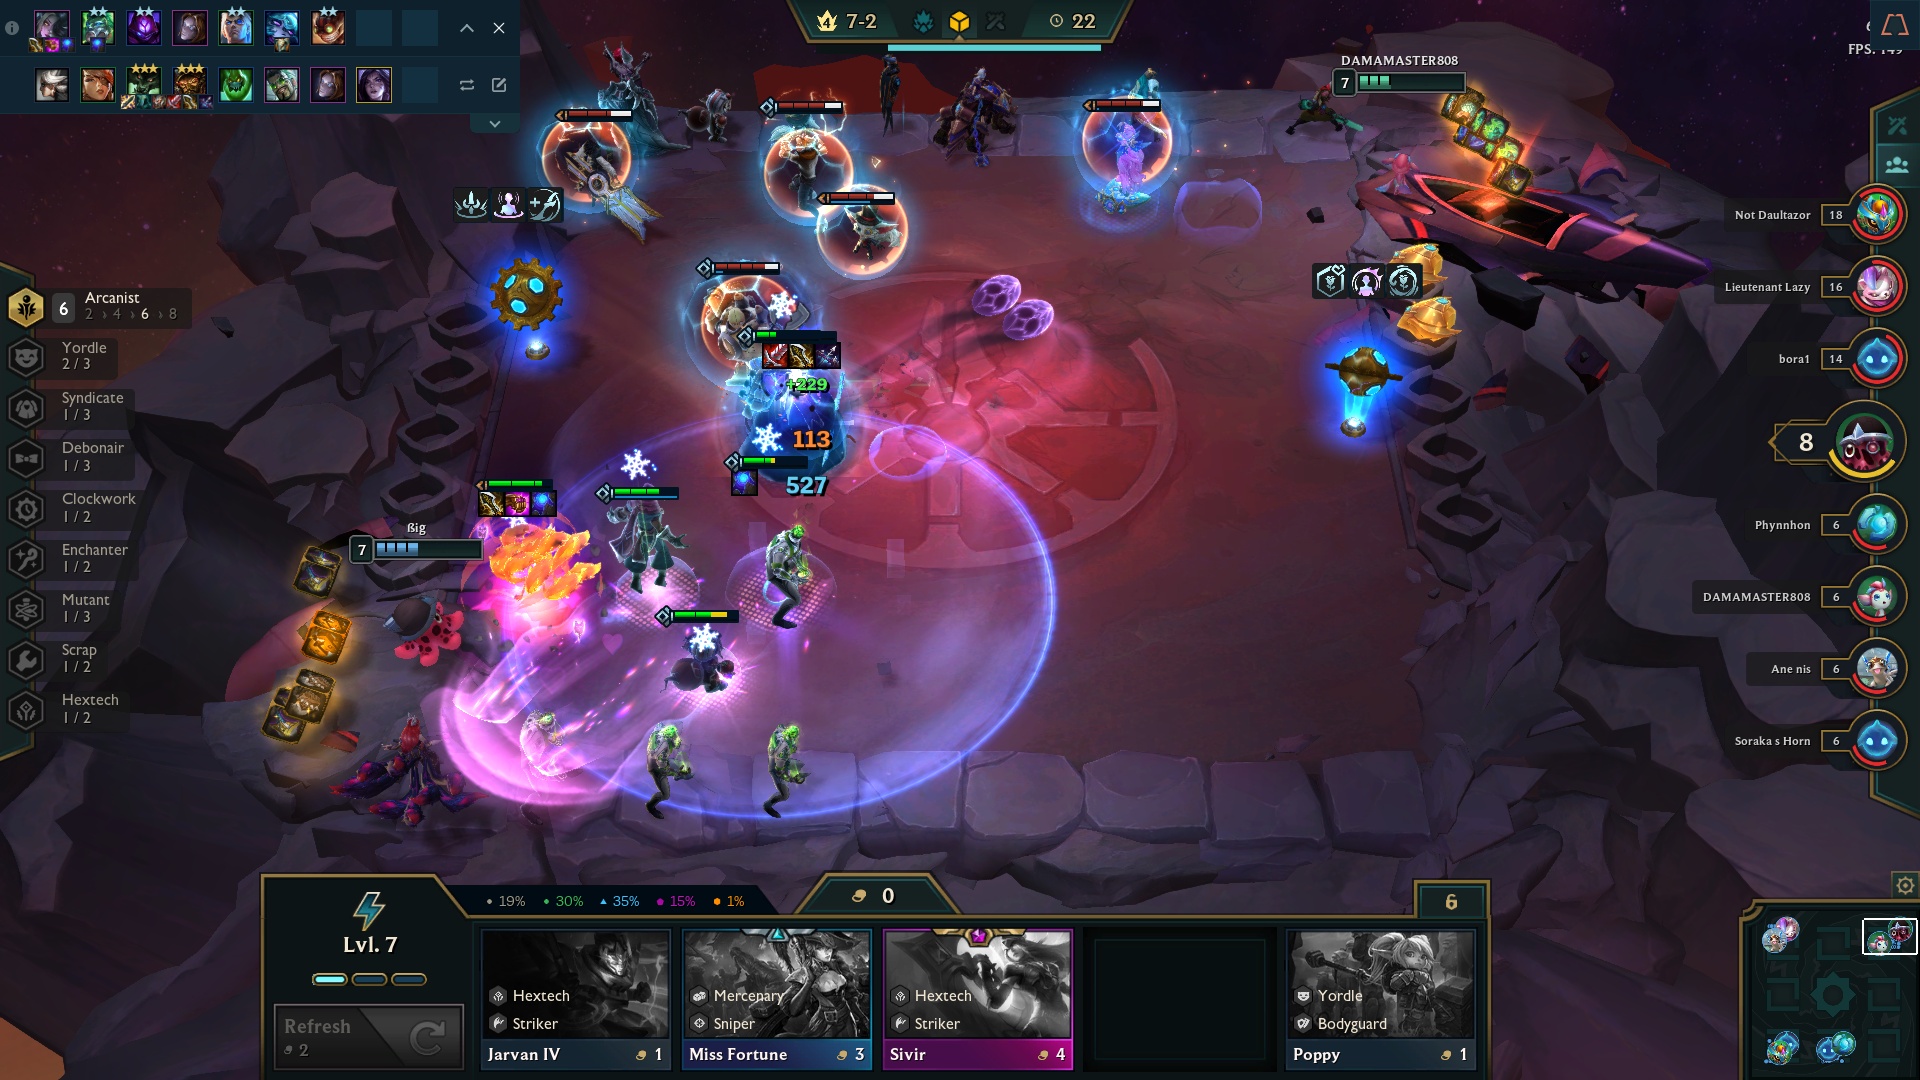 4 7-2 22
FPS: 149
DAMAMASTER808
7
Not Daultazor 18
Lieutenant Lazy 16
bora1 14
8
Phynnhon 6
DAMAMASTER808 6
Ane nis 6
Soraka s Horn 6
6 Arcanist
2 › 4 › 6 › 8
Yordle
2 / 3
Syndicate
1 / 3
Debonair
1 / 3
Clockwork
1 / 2
Enchanter
1 / 2
Mutant
1 / 3
Scrap
1 / 2
Hextech
1 / 2
+229
113
527
ßig
7
19% 30% 35% 15% 1%
0
6
Lvl. 7
Refresh
2
Hextech
Striker
Jarvan IV 1
Mercenary
Sniper
Miss Fortune 3
Hextech
Striker
Sivir 4
Yordle
Bodyguard
Poppy 1